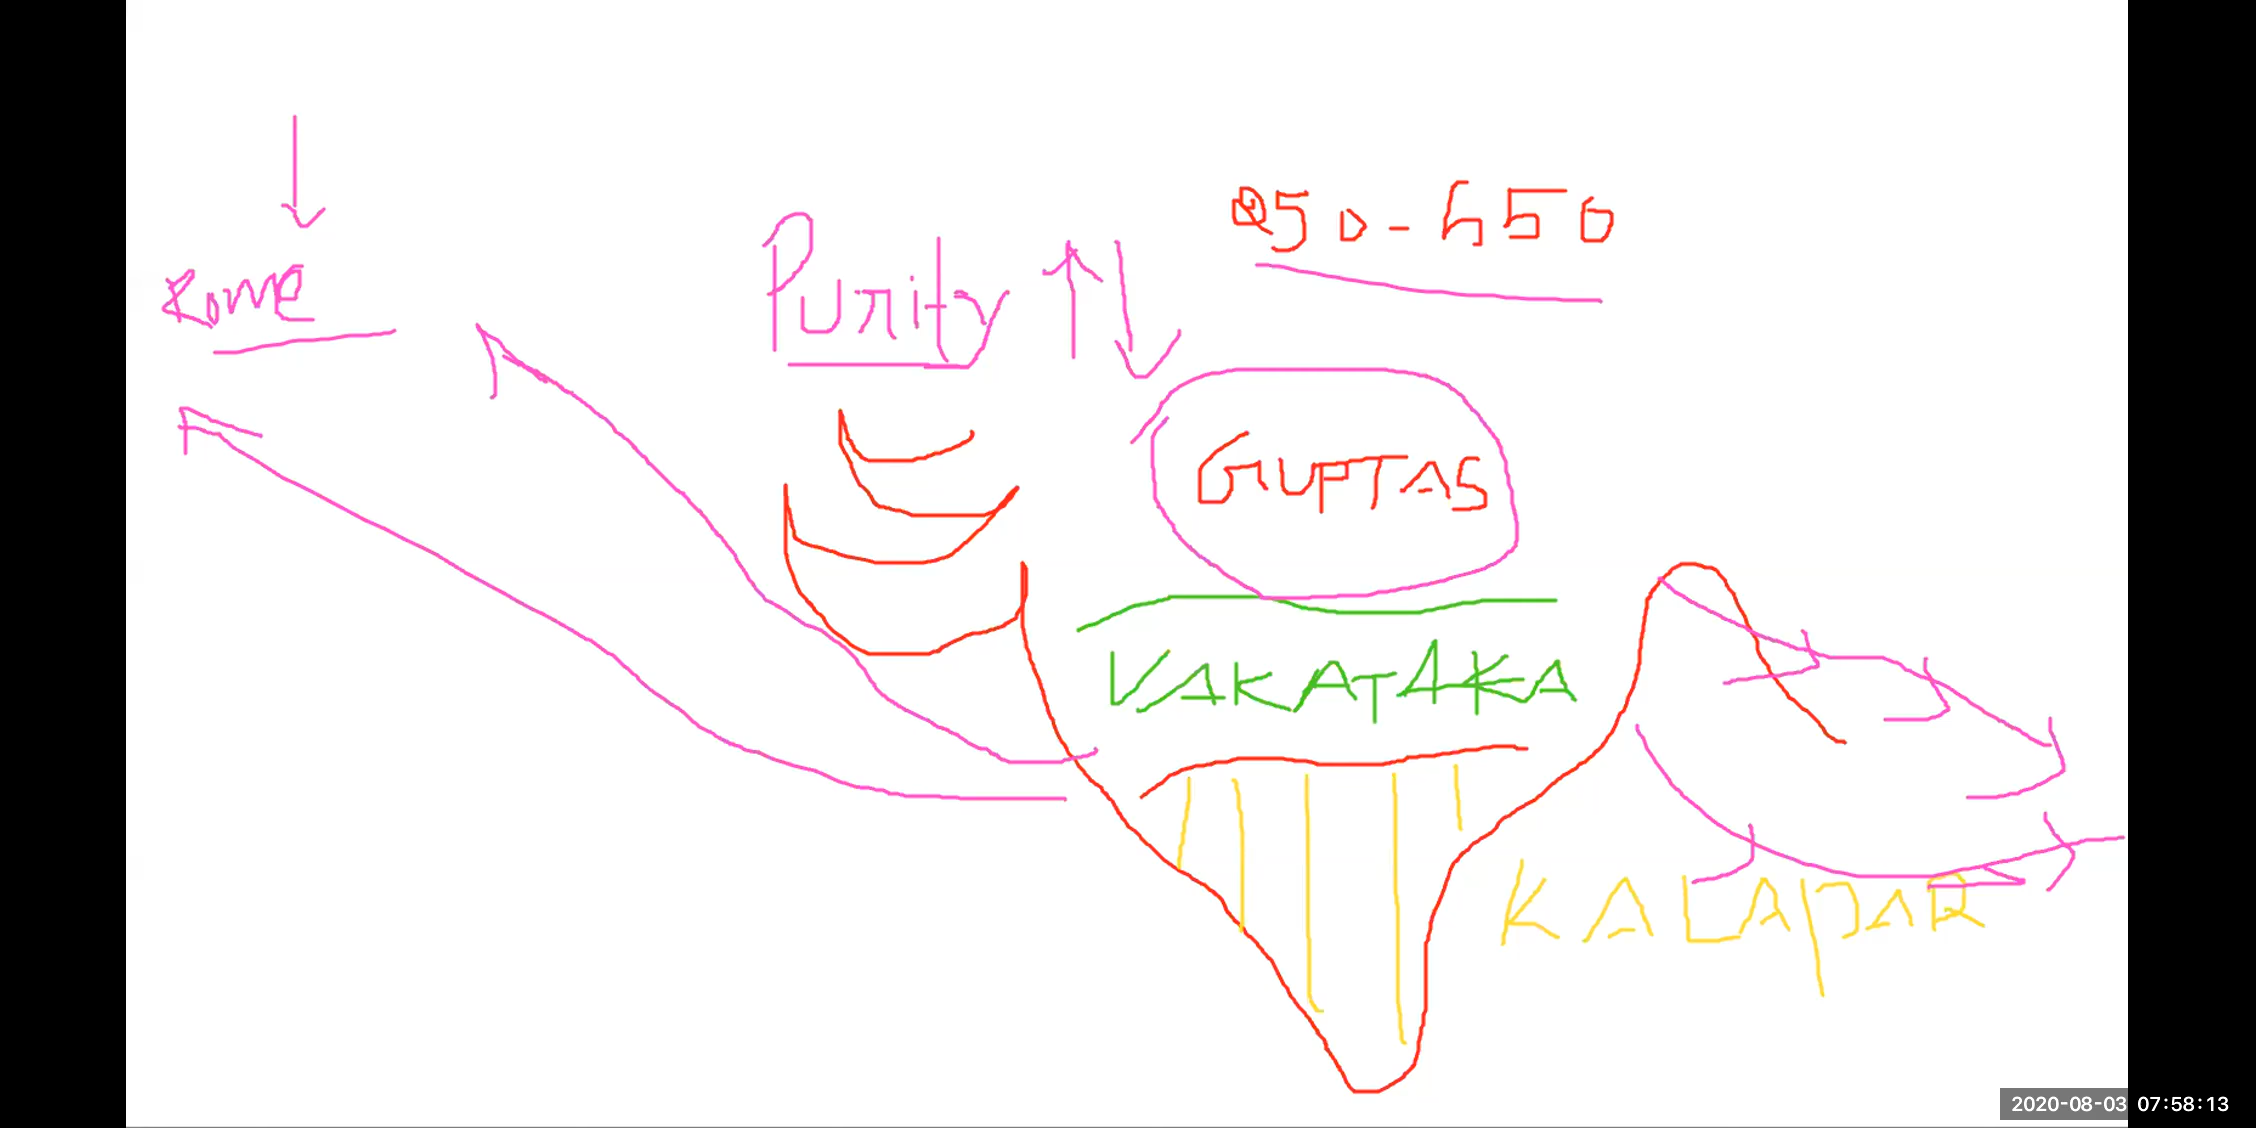 Rome
Purity
250-650
GUPTAS
VAKATAKA
KALAPAR
2020-08-03 07:58:13